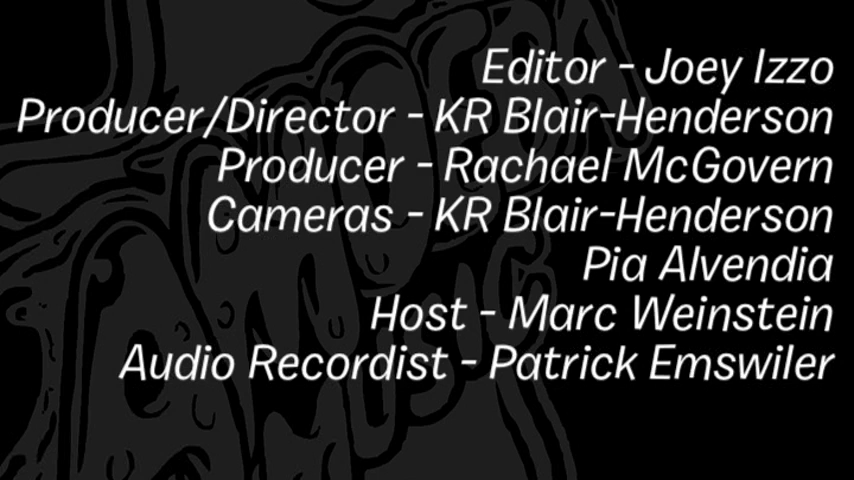 Editor - Joey Izzo
Producer/Director - KR Blair-Henderson
Producer - Rachael McGovern
Cameras - KR Blair-Henderson
Pia Alvendia
Host - Marc Weinstein
Audio Recordist - Patrick Emswiler